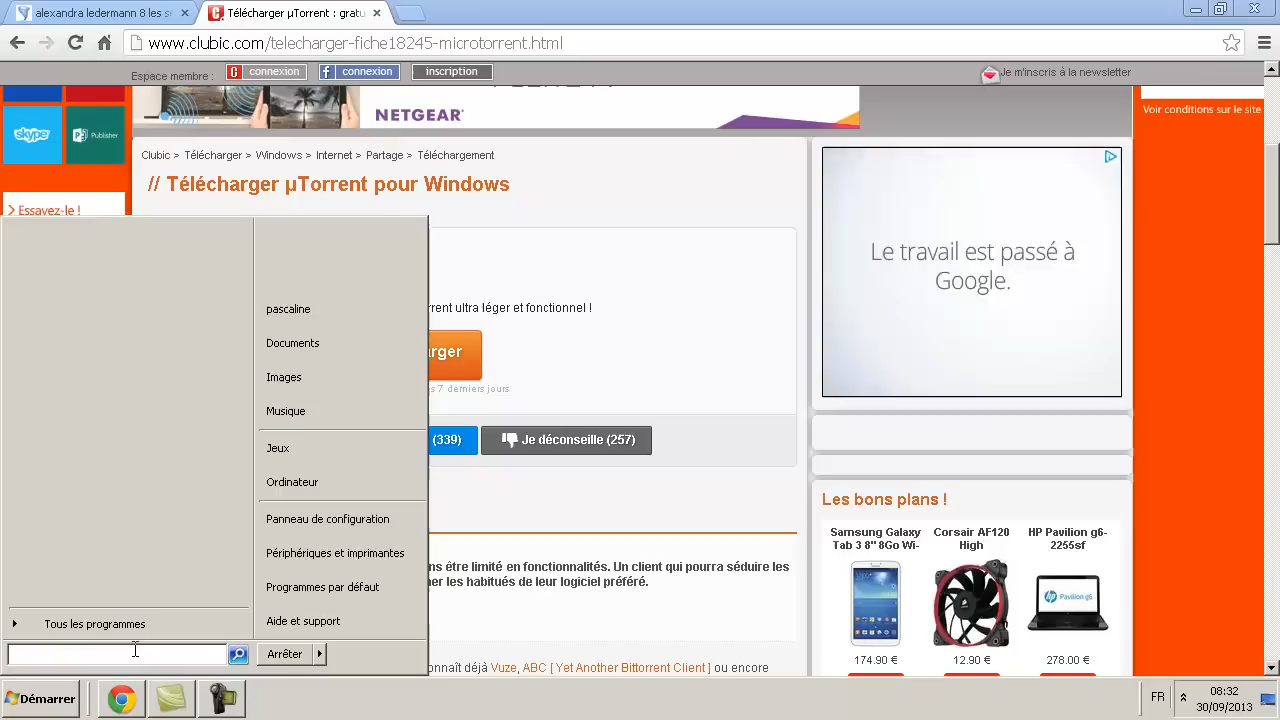 alexandra ledermann 8 les s
Télécharger µTorrent : gratu
www.clubic.com/telecharger-fiche18245-microtorrent.html
Espace membre :
connexion
connexion
inscription
Je m'inscris à la newsletter
NETGEAR
Voir conditions sur le site
skype
Publisher
> Essayez-le !
Clubic > Télécharger > Windows > Internet > Partage > Téléchargement
// Télécharger µTorrent pour Windows
Le travail est passé à
Google.
rrent ultra léger et fonctionnel !
arger
s 7 derniers jours
(339)
Je déconseille (257)
ns être limité en fonctionnalités. Un client qui pourra séduire les
ner les habitués de leur logiciel préféré.
onnaît déjà Vuze, ABC [ Yet Another Bittorrent Client ] ou encore
Les bons plans !
Samsung Galaxy
Tab 3 8" 8Go Wi-
174.90 €
Corsair AF120
High
12.90 €
HP Pavilion g6-
2255sf
Pavilion g6
278.00 €
pascaline
Documents
Images
Musique
Jeux
Ordinateur
Panneau de configuration
Périphériques et imprimantes
Programmes par défaut
Aide et support
Tous les programmes
Arrêter
Démarrer
FR
08:32
30/09/2013